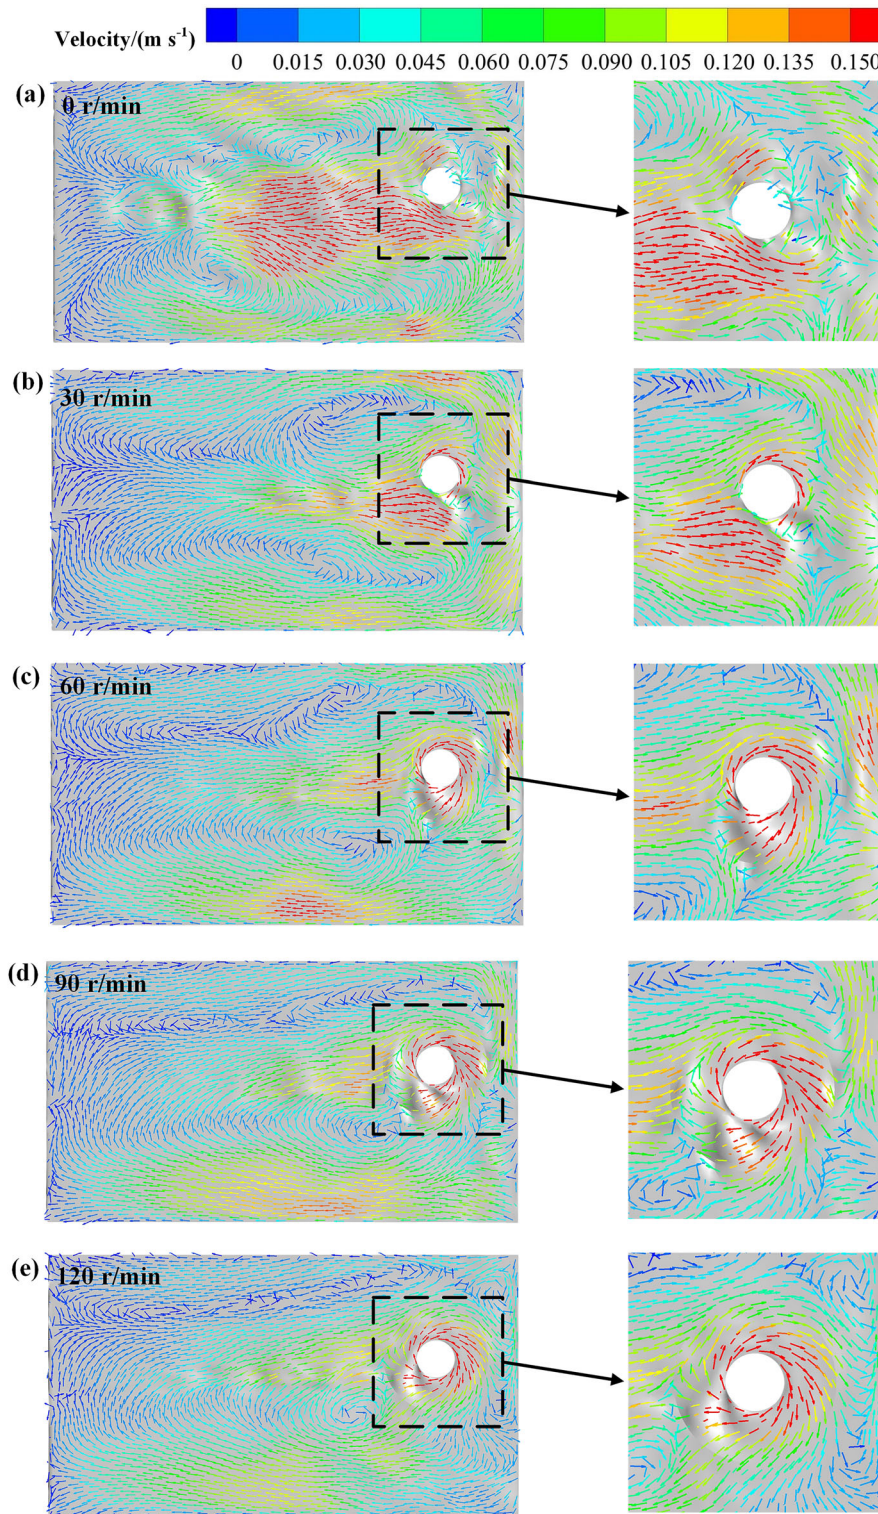 Velocity/(m s⁻¹)
0 0.015 0.030 0.045 0.060 0.075 0.090 0.105 0.120 0.135 0.150
(a) 0 r/min
(b) 30 r/min
(c) 60 r/min
(d) 90 r/min
(e) 120 r/min